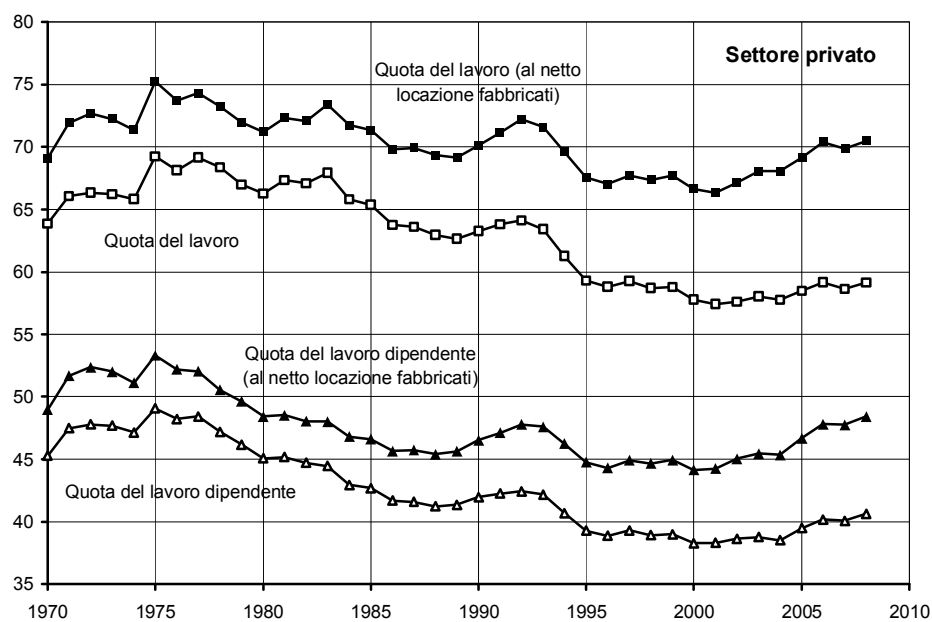 80
75
70
65
60
55
50
45
40
35
Settore privato
Quota del lavoro (al netto
locazione fabbricati)
Quota del lavoro
Quota del lavoro dipendente
(al netto locazione fabbricati)
Quota del lavoro dipendente
1970 1975 1980 1985 1990 1995 2000 2005 2010